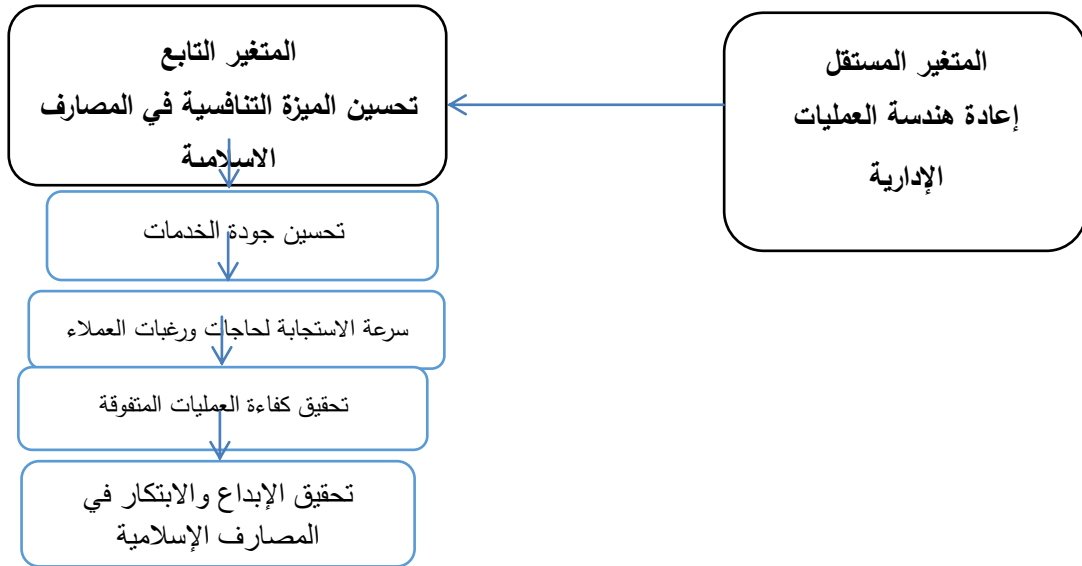 المتغير المستقل
إعادة هندسة العمليات
الإدارية
المتغير التابع
تحسين الميزة التنافسية في المصارف
الاسلامية
تحسين جودة الخدمات
سرعة الاستجابة لحاجات ورغبات العملاء
تحقيق كفاءة العمليات المتفوقة
تحقيق الإبداع والابتكار في
المصارف الإسلامية